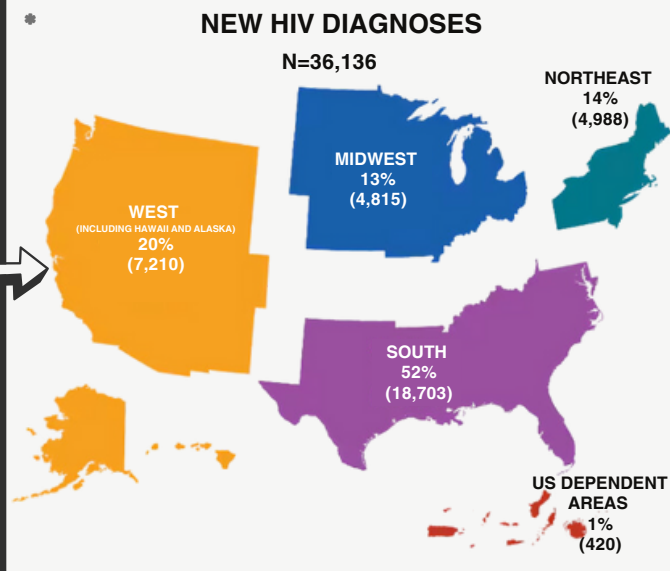 *
NEW HIV DIAGNOSES
N=36,136
NORTHEAST
14%
(4,988)
MIDWEST
13%
(4,815)
WEST
(INCLUDING HAWAII AND ALASKA)
20%
(7,210)
SOUTH
52%
(18,703)
US DEPENDENT
AREAS
1%
(420)